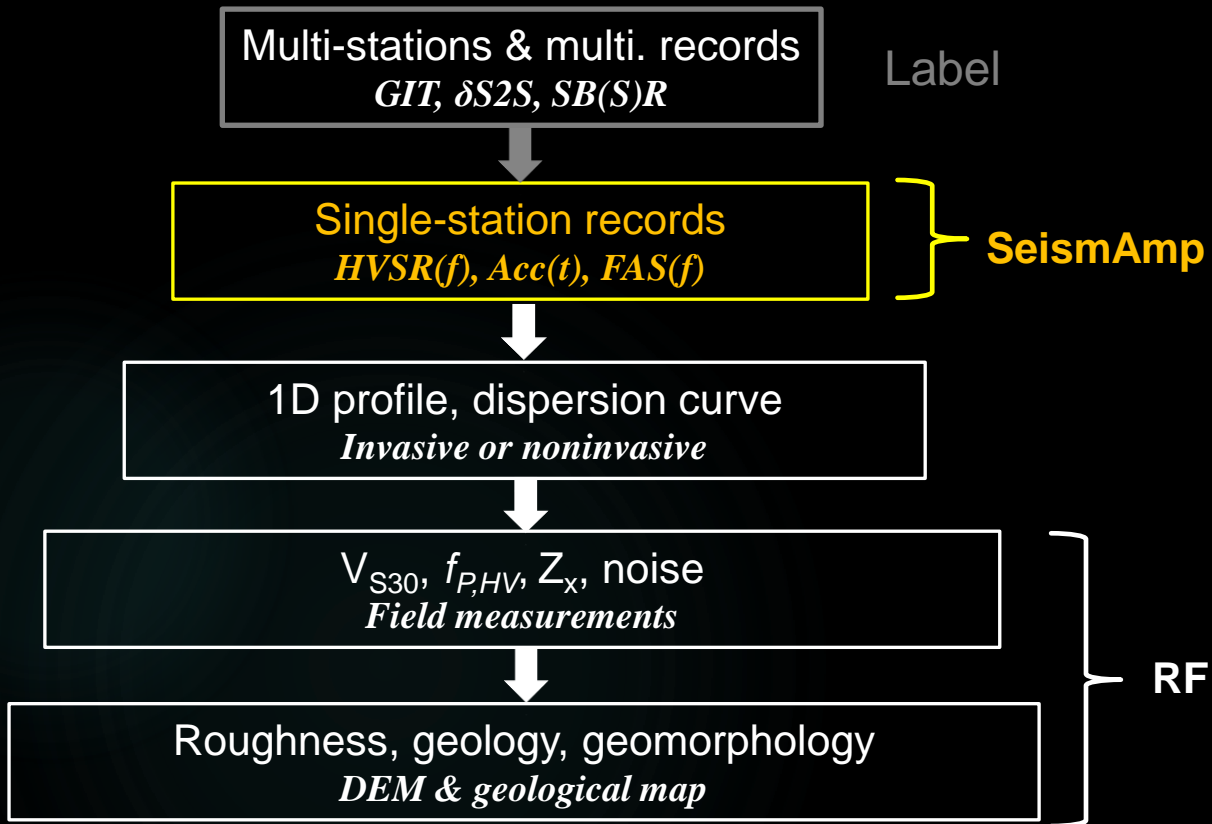 Multi-stations & multi. records
GIT, δS2S, SB(S)R
Label
Single-station records
HVSR(f), Acc(t), FAS(f)
SeismAmp
1D profile, dispersion curve
Invasive or noninvasive
VS30, fP,HV, Zx, noise
Field measurements
RF
Roughness, geology, geomorphology
DEM & geological map